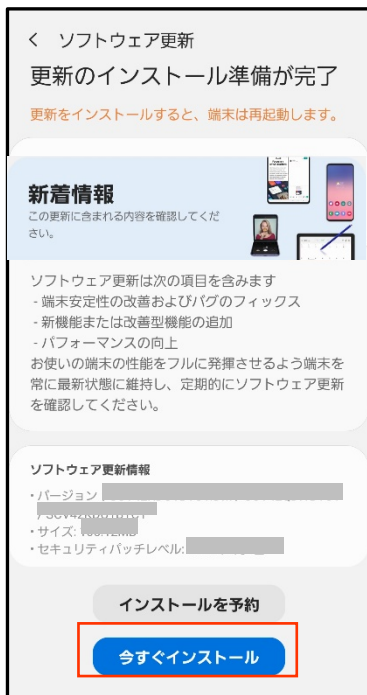 < ソフトウェア更新
更新のインストール準備が完了
更新をインストールすると、端末は再起動します。
新着情報
この更新に含まれる内容を確認してくだ
さい。
ソフトウェア更新は次の項目を含みます
- 端末安定性の改善およびバグのフィックス
- 新機能または改善型機能の追加
- パフォーマンスの向上
お使いの端末の性能をフルに発揮させるよう端末を
常に最新状態に維持し、定期的にソフトウェア更新
を確認してください。
ソフトウェア更新情報
・バージョン
・サイズ:
・セキュリティパッチレベル:
インストールを予約
今すぐインストール